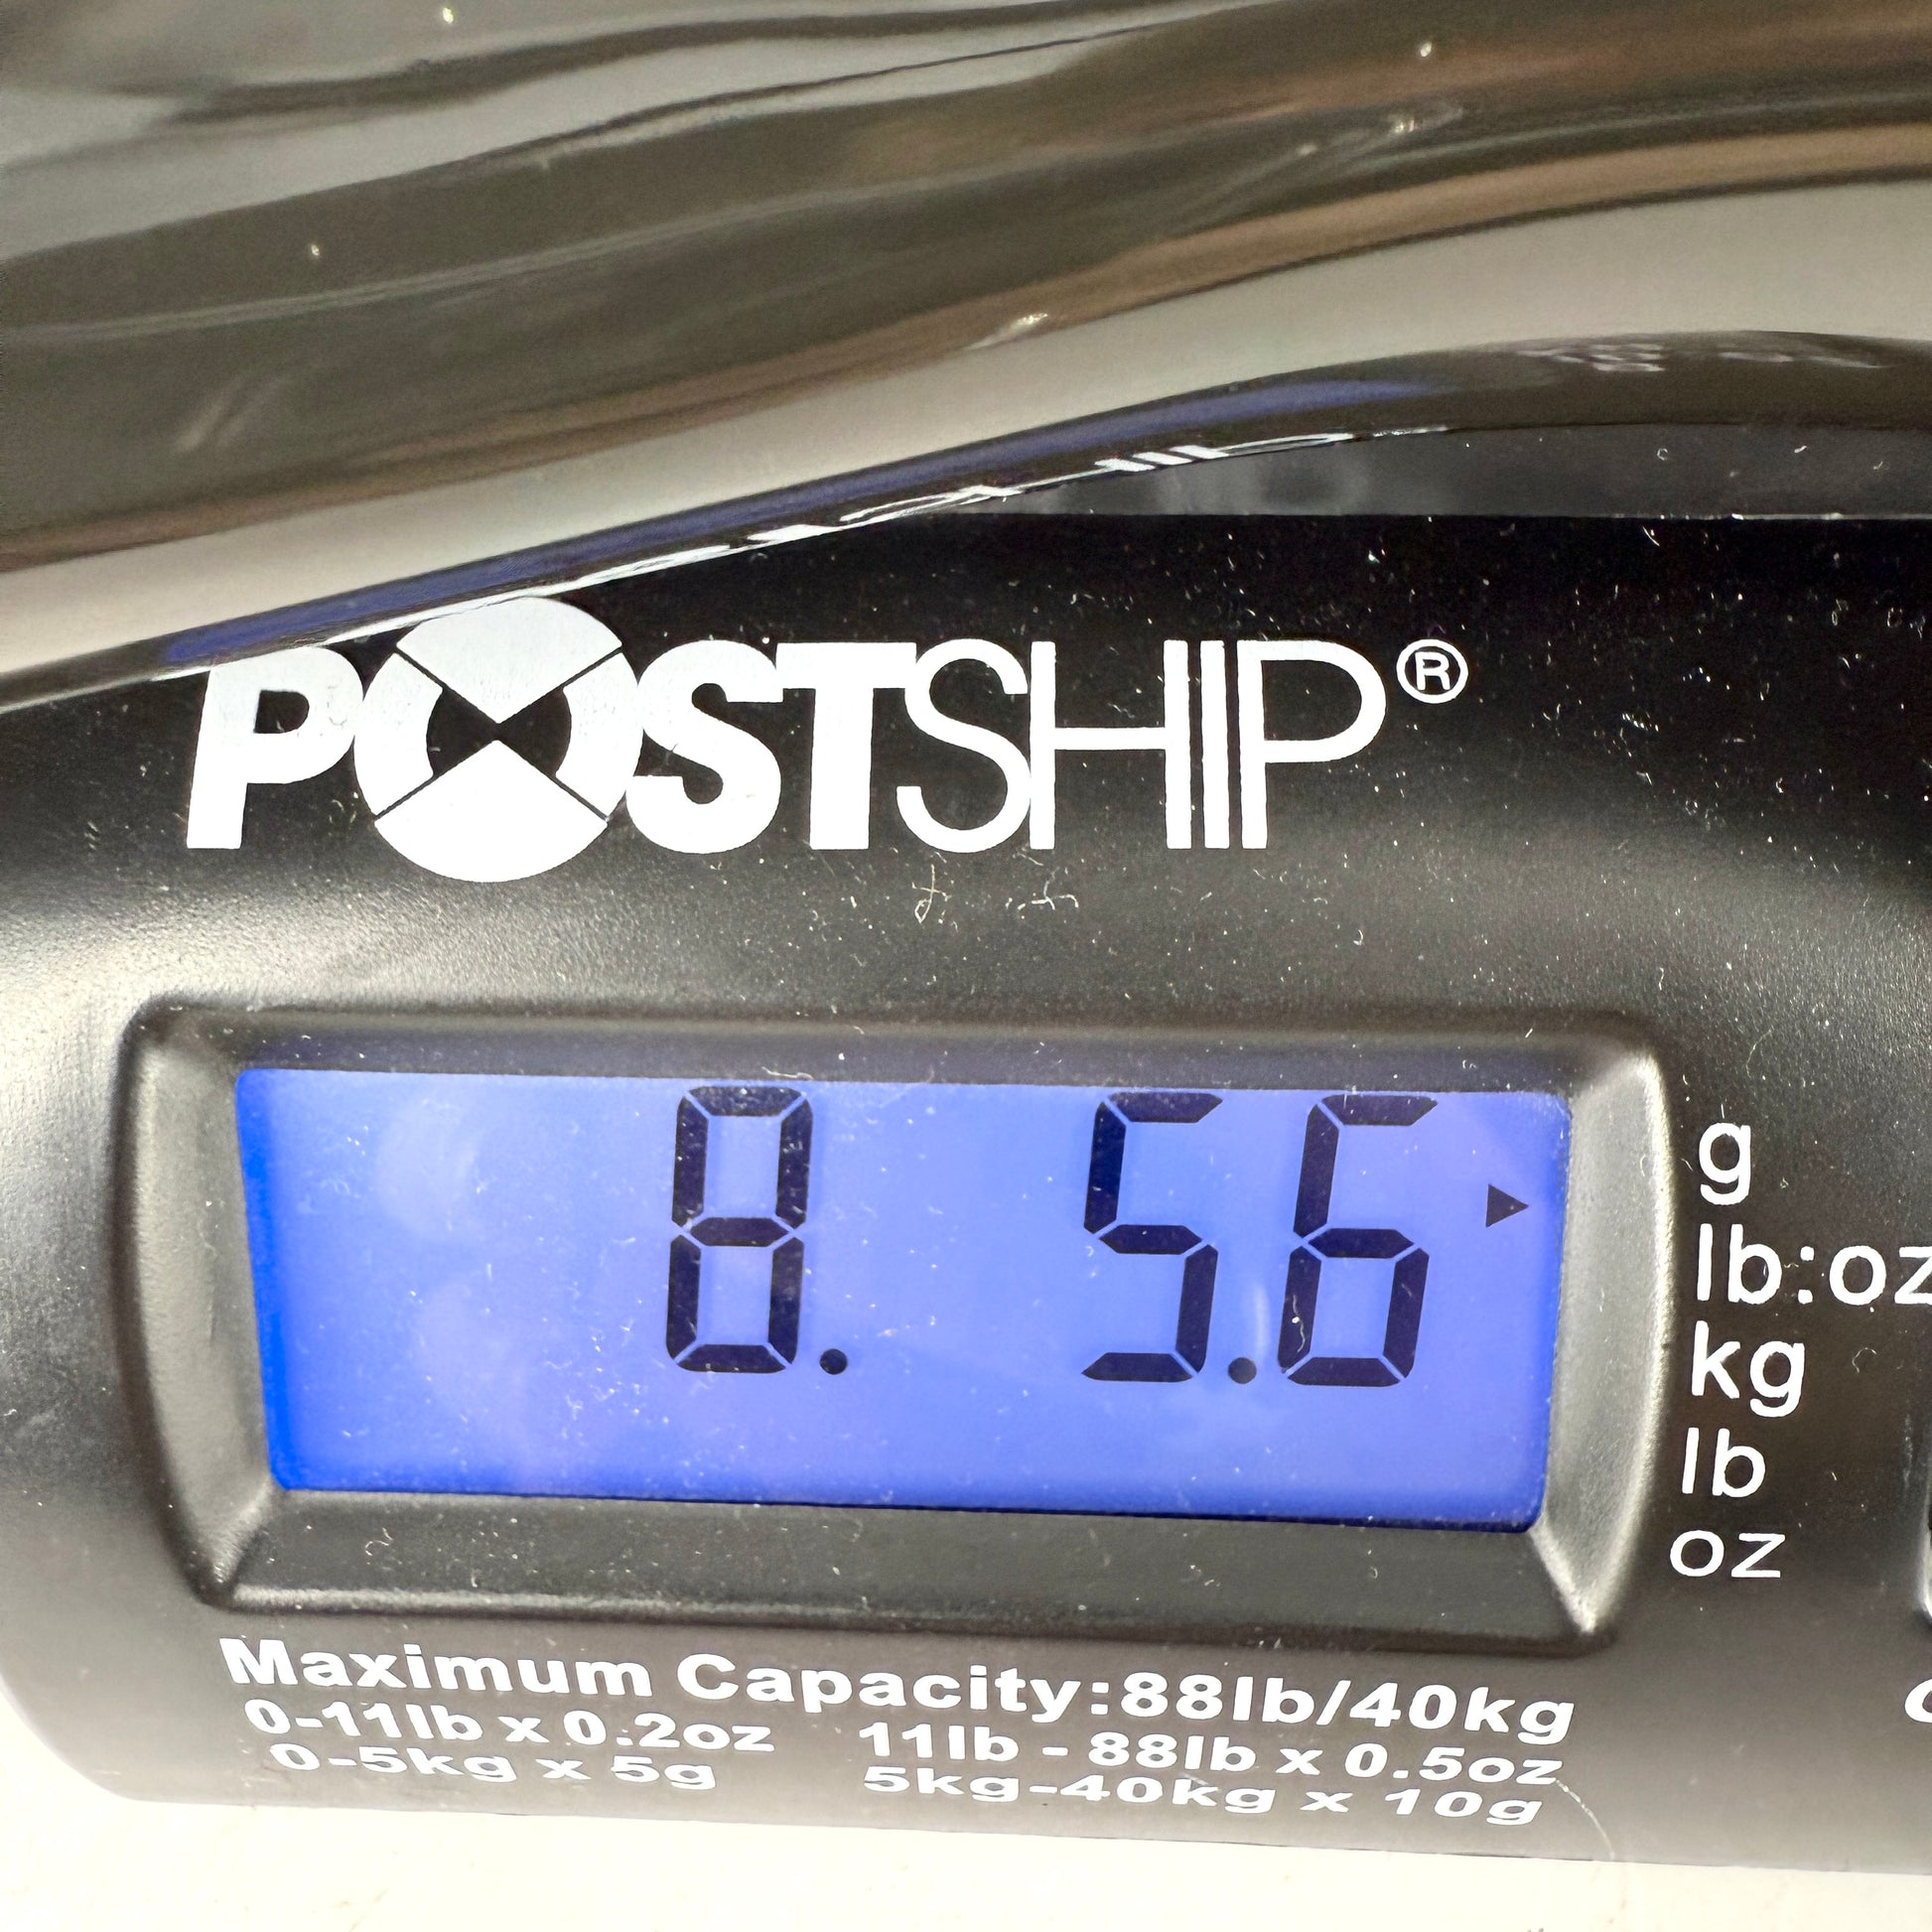 POSTSHIP®
8. 5.6
g
lb:oz
kg
lb
oz
Maximum Capacity:88lb/40kg
0-11lb x 0.2oz 11lb - 88lb x 0.5oz
0-5kg x 5g 5kg-40kg x 10g